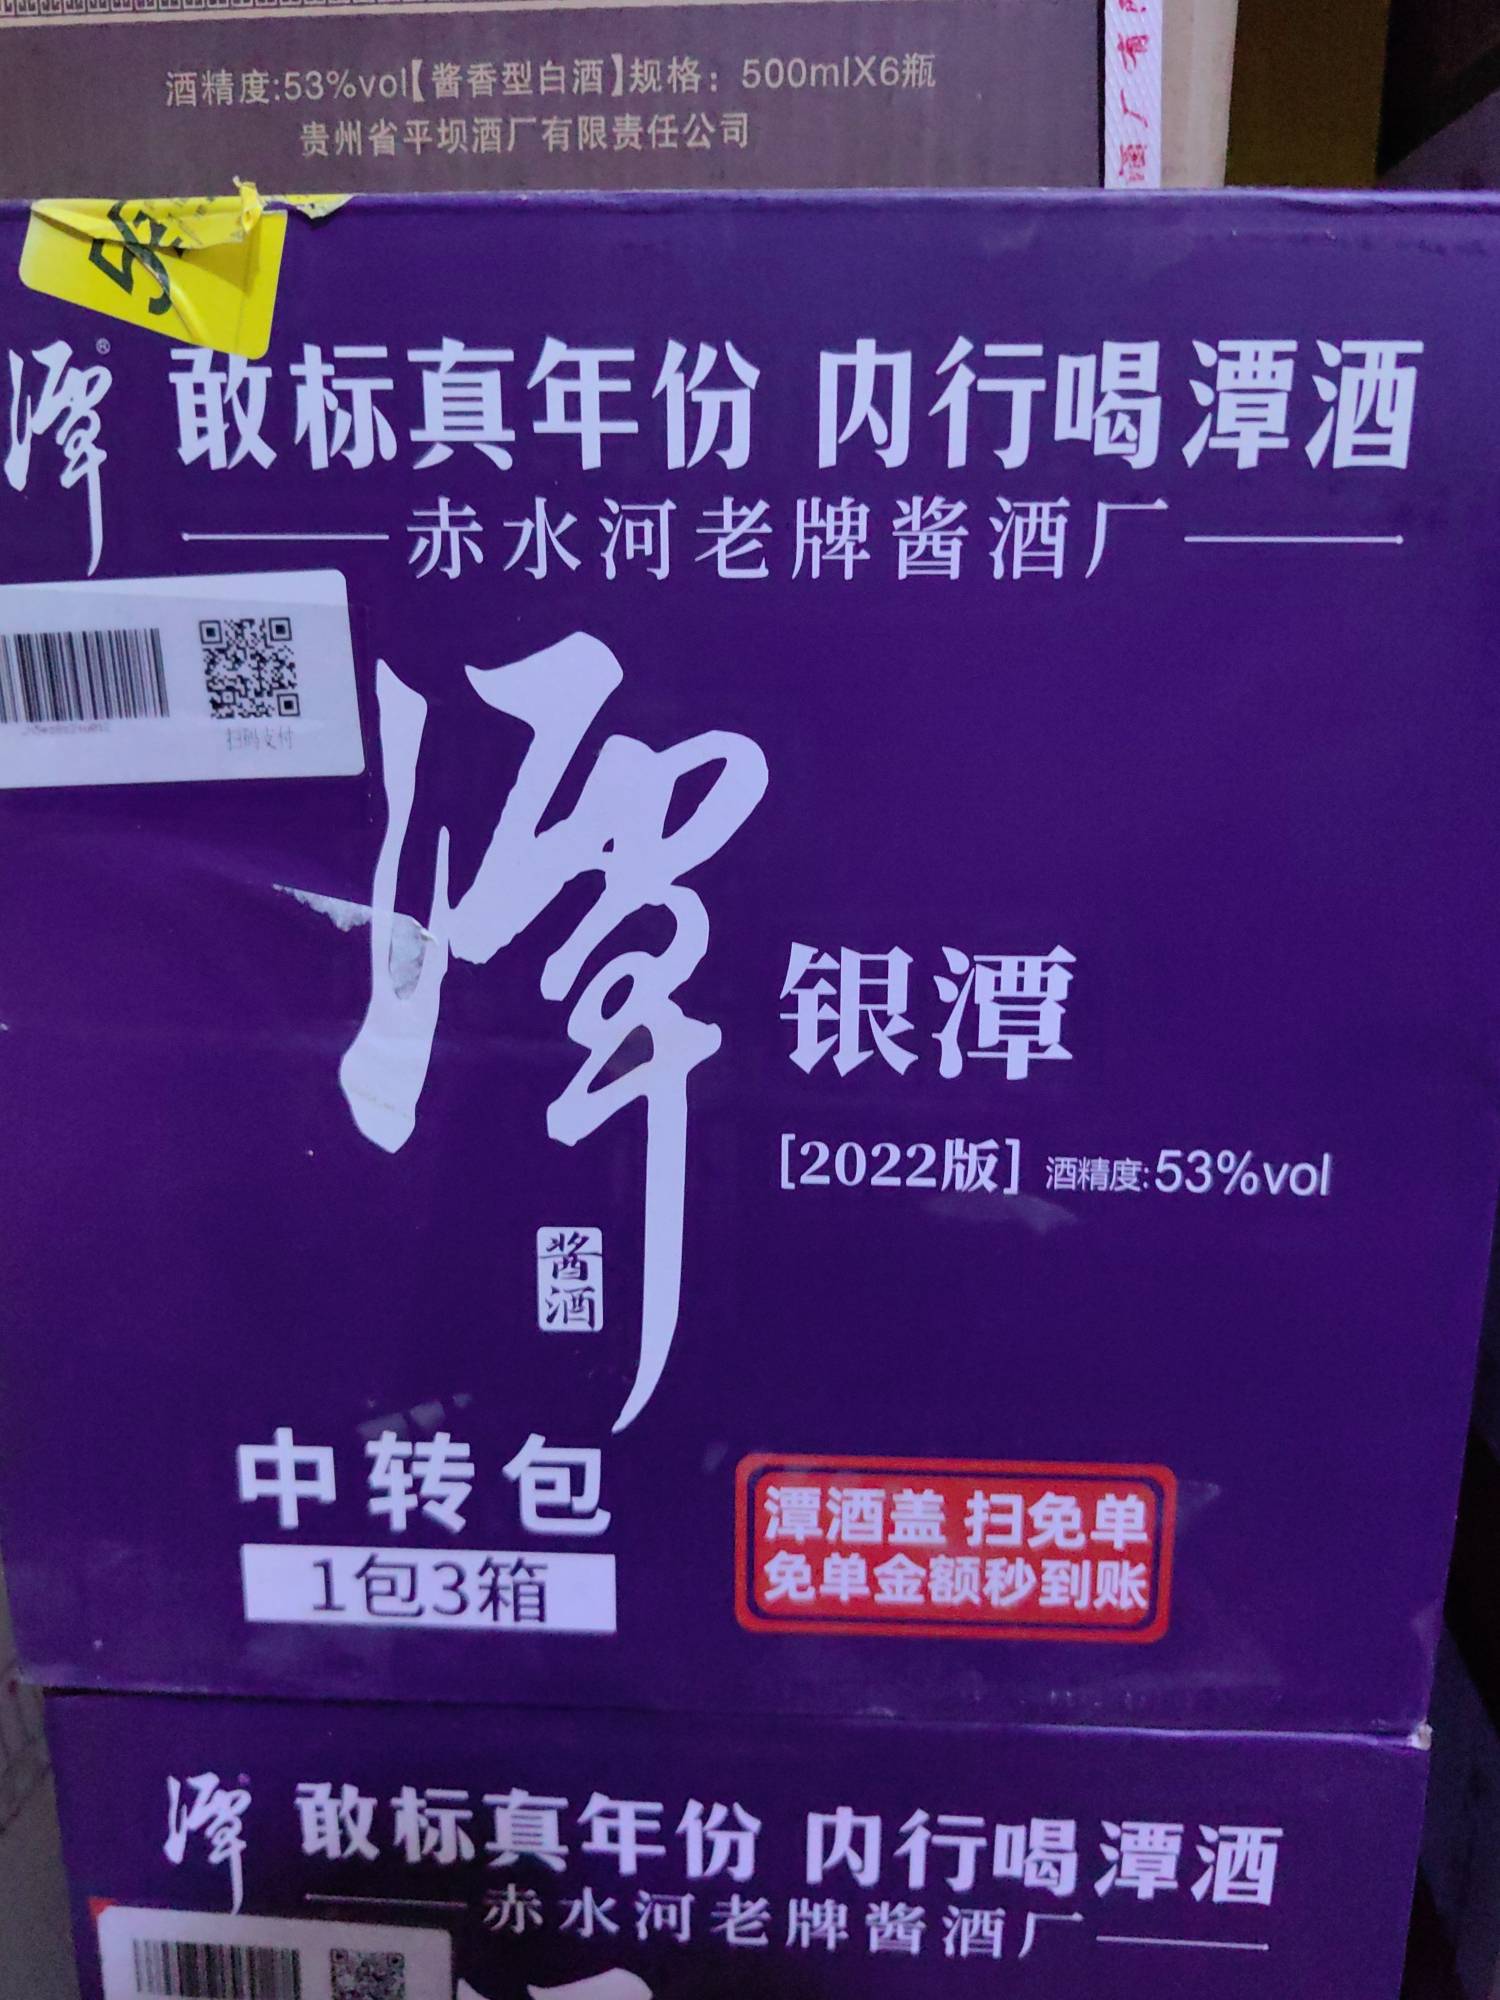 酒精度:53%vol【酱香型白酒】规格：500mlX6瓶
贵州省平坝酒厂有限责任公司
潭®
敢标真年份 内行喝潭酒
赤水河老牌酱酒厂
扫码支付
潭
银潭
[2022版] 酒精度:53%vol
酱酒
中转包
1包3箱
潭酒盖 扫免单
免单金额秒到账
潭
敢标真年份 内行喝潭酒
赤水河老牌酱酒厂